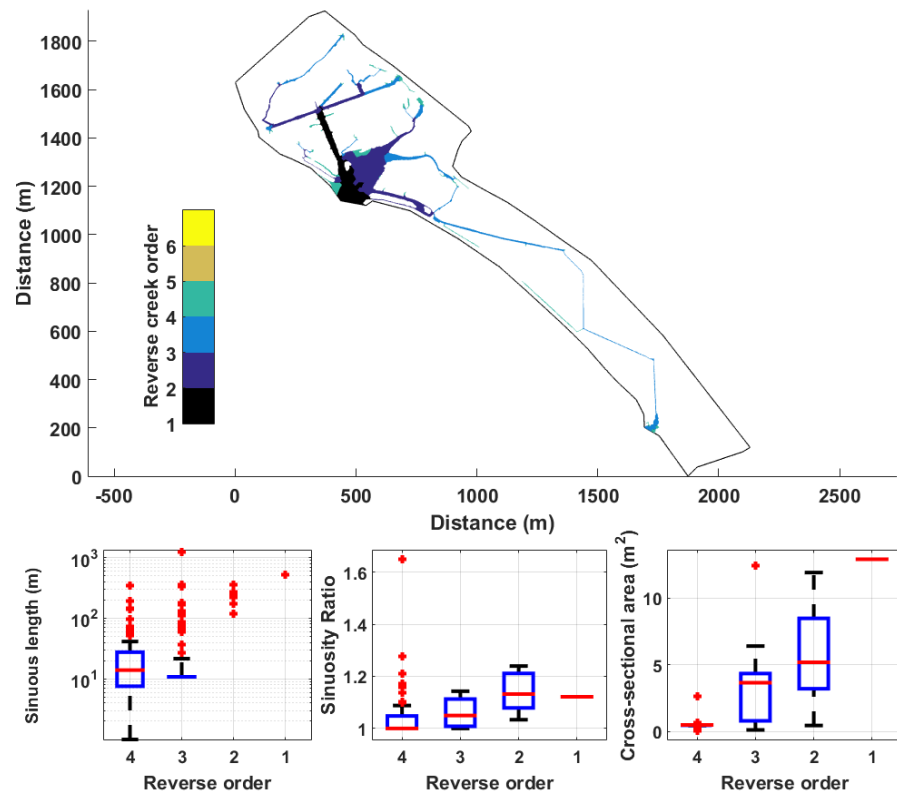 1800
1600
1400
1200
1000
800
600
400
200
0
Distance (m)
-500 0 500 1000 1500 2000 2500
Distance (m)
Reverse creek order
6
5
4
3
2
1
10³
10²
10¹
Sinuous length (m)
4 3 2 1
Reverse order
1.6
1.4
1.2
1
Sinuosity Ratio
4 3 2 1
Reverse order
10
5
0
Cross-sectional area (m²)
4 3 2 1
Reverse order